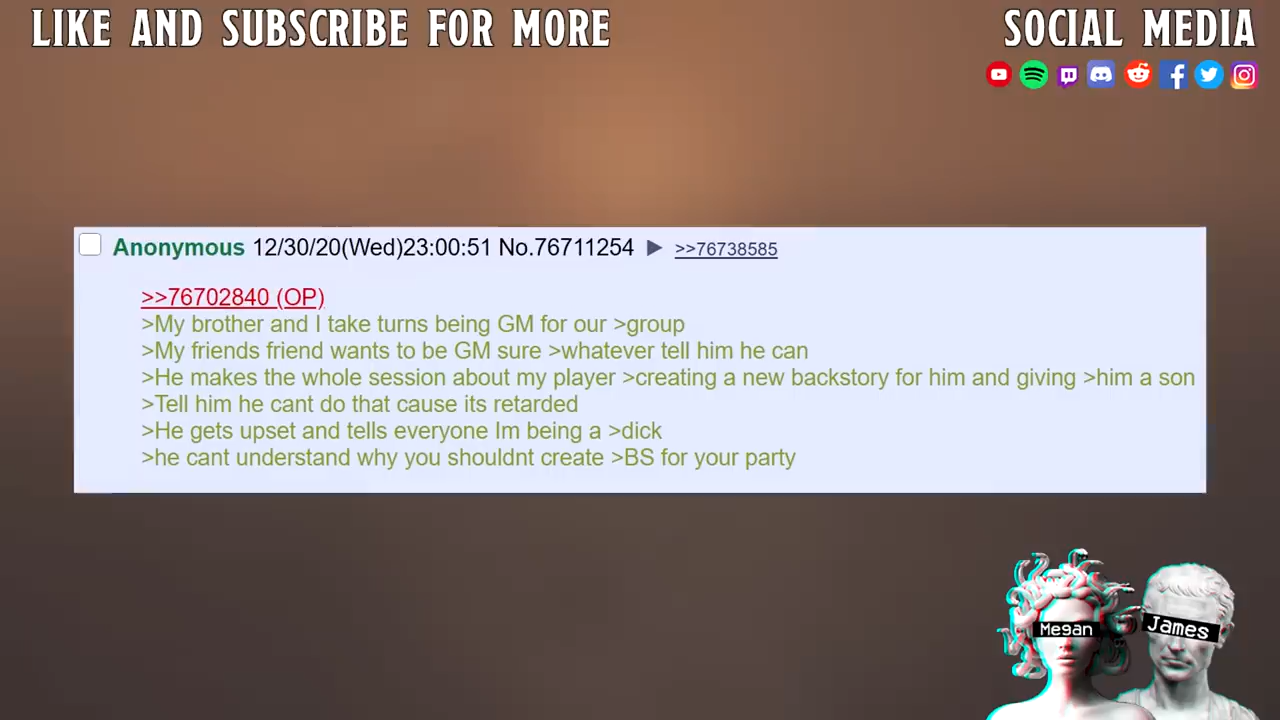 LIKE AND SUBSCRIBE FOR MORE
SOCIAL MEDIA
Anonymous 12/30/20(Wed)23:00:51 No.76711254 ▶ >>76738585
>>76702840 (OP)
>My brother and I take turns being GM for our >group
>My friends friend wants to be GM sure >whatever tell him he can
>He makes the whole session about my player >creating a new backstory for him and giving >him a son
>Tell him he cant do that cause its retarded
>He gets upset and tells everyone Im being a >dick
>he cant understand why you shouldnt create >BS for your party
Megan
James